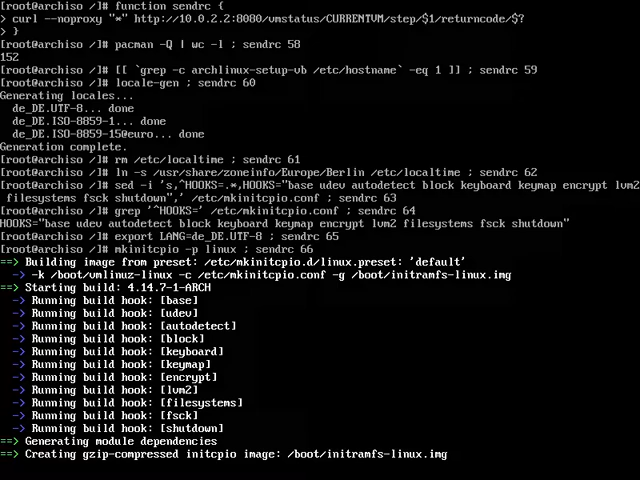 [root@archiso /]# function sendrc {
> curl --noproxy "*" http://10.0.2.2:8080/vmstatus/CURRENTVM/step/$1/returncode/$?
> }
[root@archiso /]# pacman -Q | wc -l ; sendrc 58
152
[root@archiso /]# [[ `grep -c archlinux-setup-vb /etc/hostname` -eq 1 ]] ; sendrc 59
[root@archiso /]# locale-gen ; sendrc 60
Generating locales...
  de_DE.UTF-8... done
  de_DE.ISO-8859-1... done
  de_DE.ISO-8859-15@euro... done
Generation complete.
[root@archiso /]# rm /etc/localtime ; sendrc 61
[root@archiso /]# ln -s /usr/share/zoneinfo/Europe/Berlin /etc/localtime ; sendrc 62
[root@archiso /]# sed -i 's,^HOOKS=.*,HOOKS="base udev autodetect block keyboard keymap encrypt lvm2
 filesystems fsck shutdown",' /etc/mkinitcpio.conf ; sendrc 63
[root@archiso /]# grep '^HOOKS=' /etc/mkinitcpio.conf ; sendrc 64
HOOKS="base udev autodetect block keyboard keymap encrypt lvm2 filesystems fsck shutdown"
[root@archiso /]# export LANG=de_DE.UTF-8 ; sendrc 65
[root@archiso /]# mkinitcpio -p linux ; sendrc 66
==> Building image from preset: /etc/mkinitcpio.d/linux.preset: 'default'
  -> -k /boot/vmlinuz-linux -c /etc/mkinitcpio.conf -g /boot/initramfs-linux.img
==> Starting build: 4.14.7-1-ARCH
  -> Running build hook: [base]
  -> Running build hook: [udev]
  -> Running build hook: [autodetect]
  -> Running build hook: [block]
  -> Running build hook: [keyboard]
  -> Running build hook: [keymap]
  -> Running build hook: [encrypt]
  -> Running build hook: [lvm2]
  -> Running build hook: [filesystems]
  -> Running build hook: [fsck]
  -> Running build hook: [shutdown]
==> Generating module dependencies
==> Creating gzip-compressed initcpio image: /boot/initramfs-linux.img